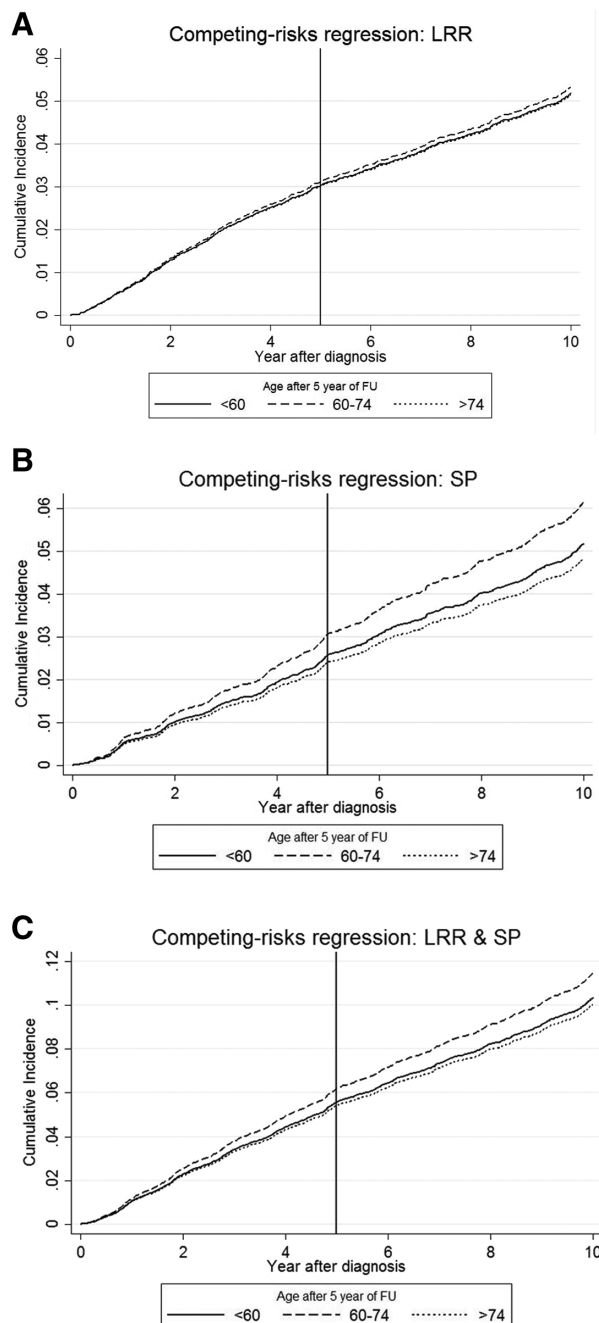 A
Competing-risks regression: LRR
.06
.05
.04
.03
.02
.01
0
Cumulative Incidence
0 2 4 6 8 10
Year after diagnosis
Age after 5 year of FU
<60 60-74 >74
B
Competing-risks regression: SP
.06
.05
.04
.03
.02
.01
0
Cumulative Incidence
0 2 4 6 8 10
Year after diagnosis
Age after 5 year of FU
<60 60-74 >74
C
Competing-risks regression: LRR & SP
.12
.1
.08
.06
.04
.02
0
Cumulative Incidence
0 2 4 6 8 10
Year after diagnosis
Age after 5 year of FU
<60 60-74 >74